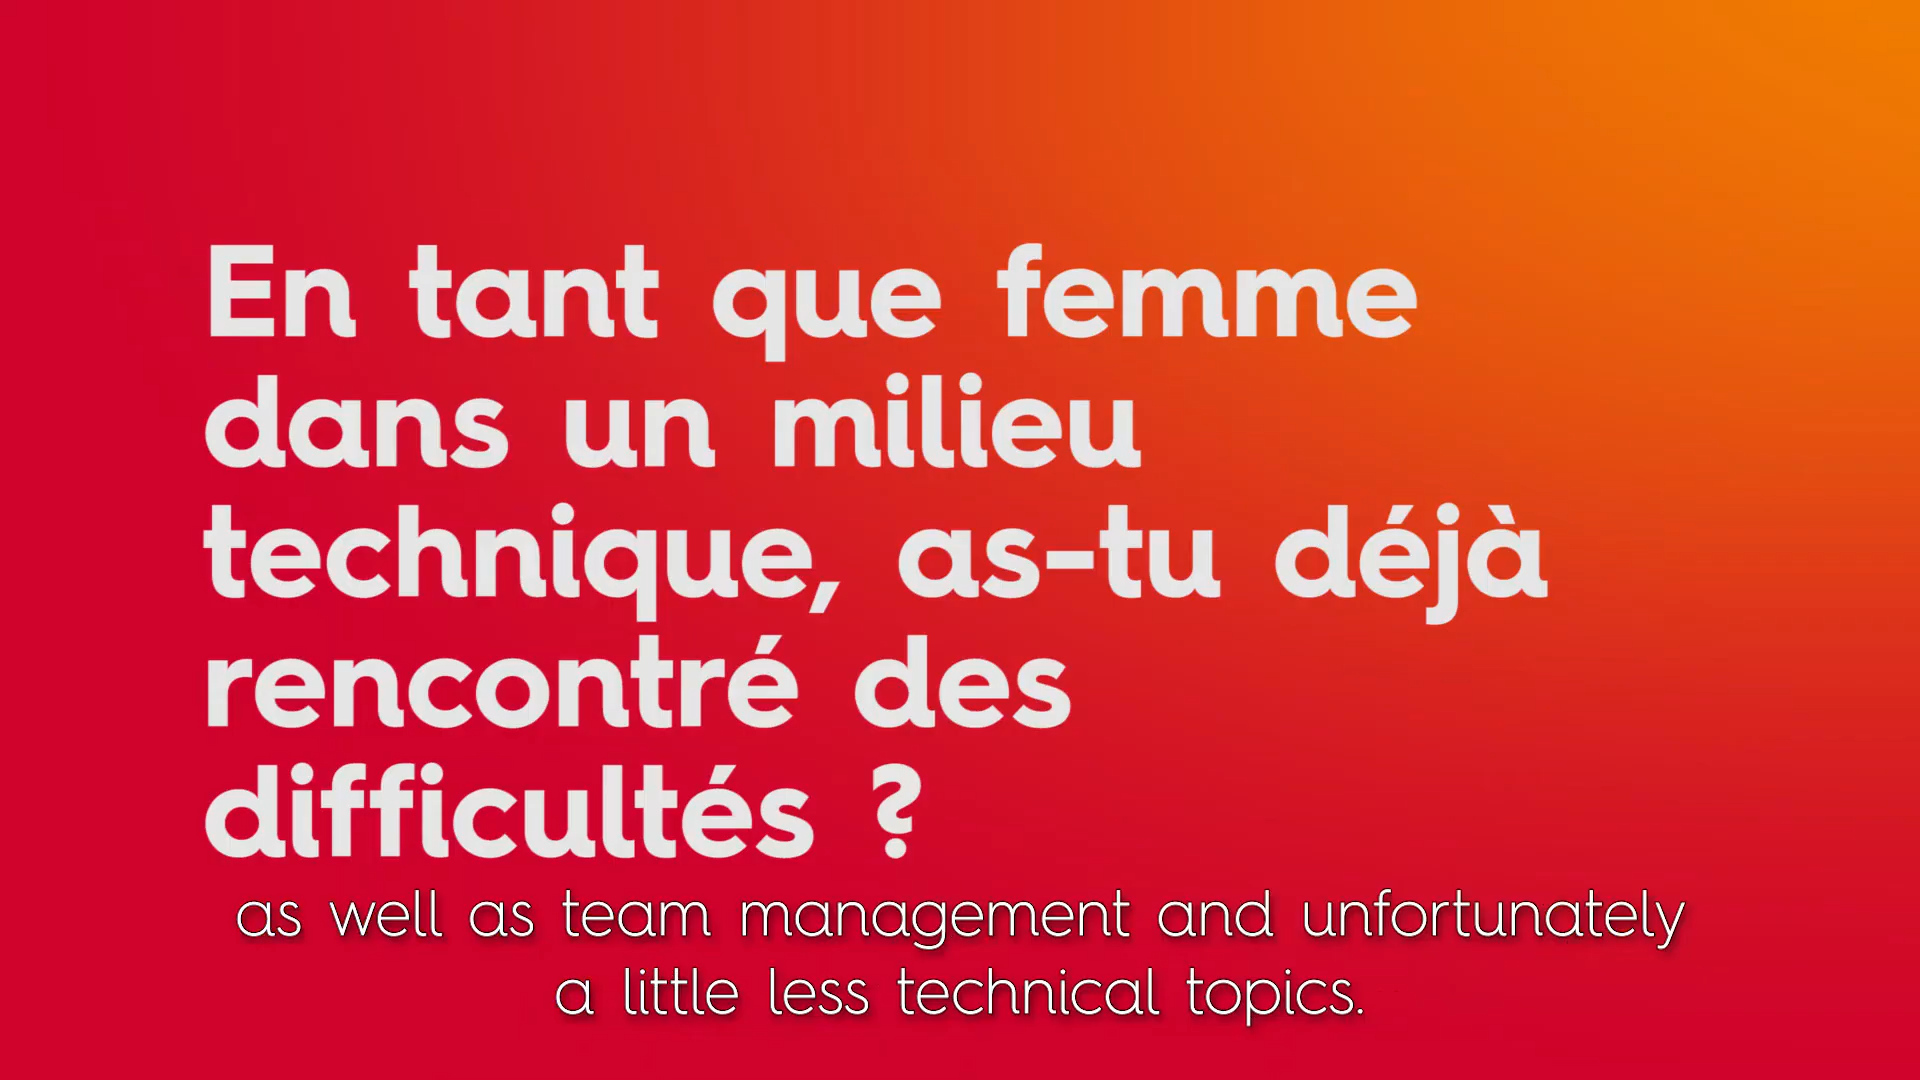 En tant que femme
dans un milieu
technique, as-tu déjà
rencontré des
difficultés ?
as well as team management and unfortunately
a little less technical topics.